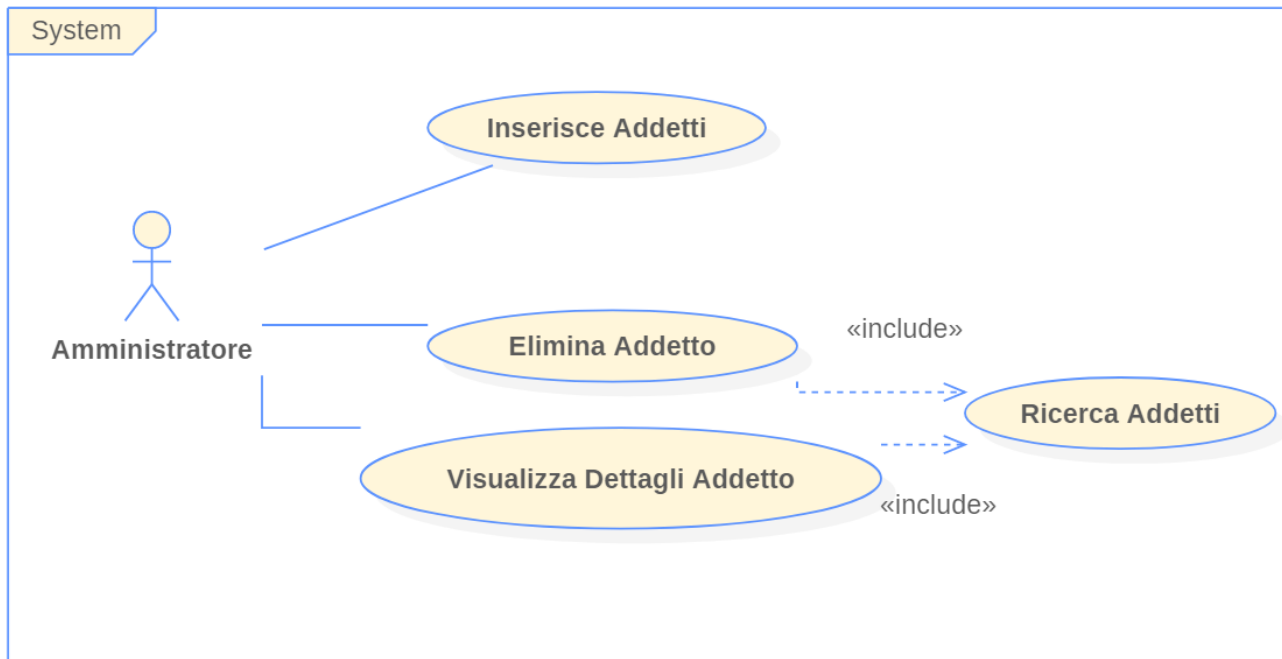 System
Inserisce Addetti
Amministratore
Elimina Addetto
«include»
Ricerca Addetti
Visualizza Dettagli Addetto
«include»